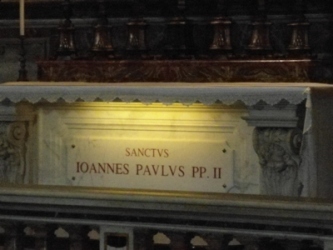 SANCTVS
IOANNES PAVLVS PP. II